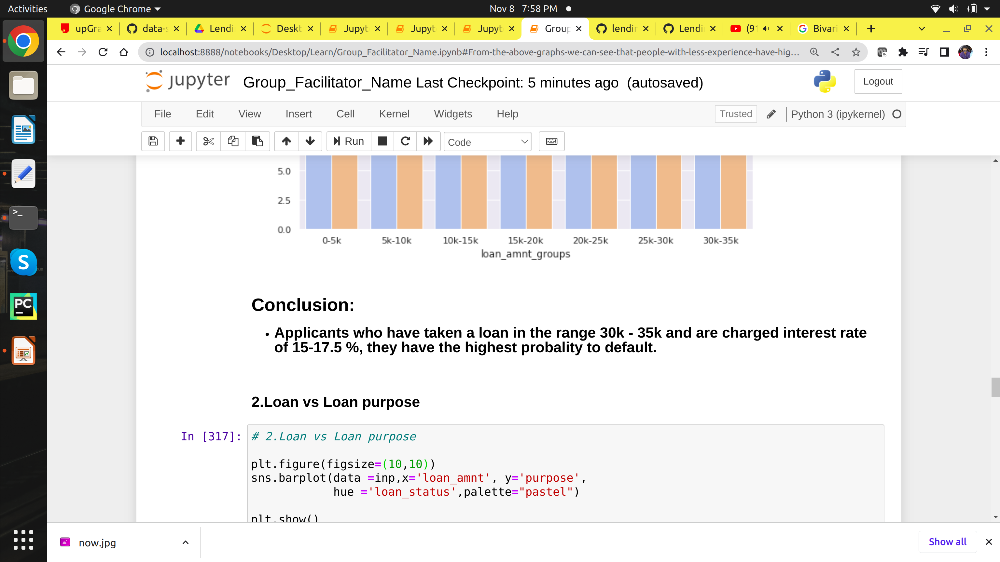 Activities Google Chrome Nov 8 7:58 PM
upGra data-s Lendi Deskt Jupyt Jupyt Jupyt Group lendin Lendi (91 Bivari
localhost:8888/notebooks/Desktop/Learn/Group_Facilitator_Name.ipynb#From-the-above-graphs-we-can-see-that-people-with-less-experience-have-hig...
jupyter Group_Facilitator_Name Last Checkpoint: 5 minutes ago (autosaved) Logout
File Edit View Insert Cell Kernel Widgets Help Trusted Python 3 (ipykernel)
Run Code
5.0
2.5
0.0
0-5k 5k-10k 10k-15k 15k-20k 20k-25k 25k-30k 30k-35k
loan_amnt_groups
Conclusion:
• Applicants who have taken a loan in the range 30k - 35k and are charged interest rate
of 15-17.5 %, they have the highest probality to default.
2.Loan vs Loan purpose
In [317]: # 2.Loan vs Loan purpose
plt.figure(figsize=(10,10))
sns.barplot(data =inp,x='loan_amnt', y='purpose',
hue ='loan_status',palette="pastel")
plt.show()
now.jpg Show all
>_
S
PC